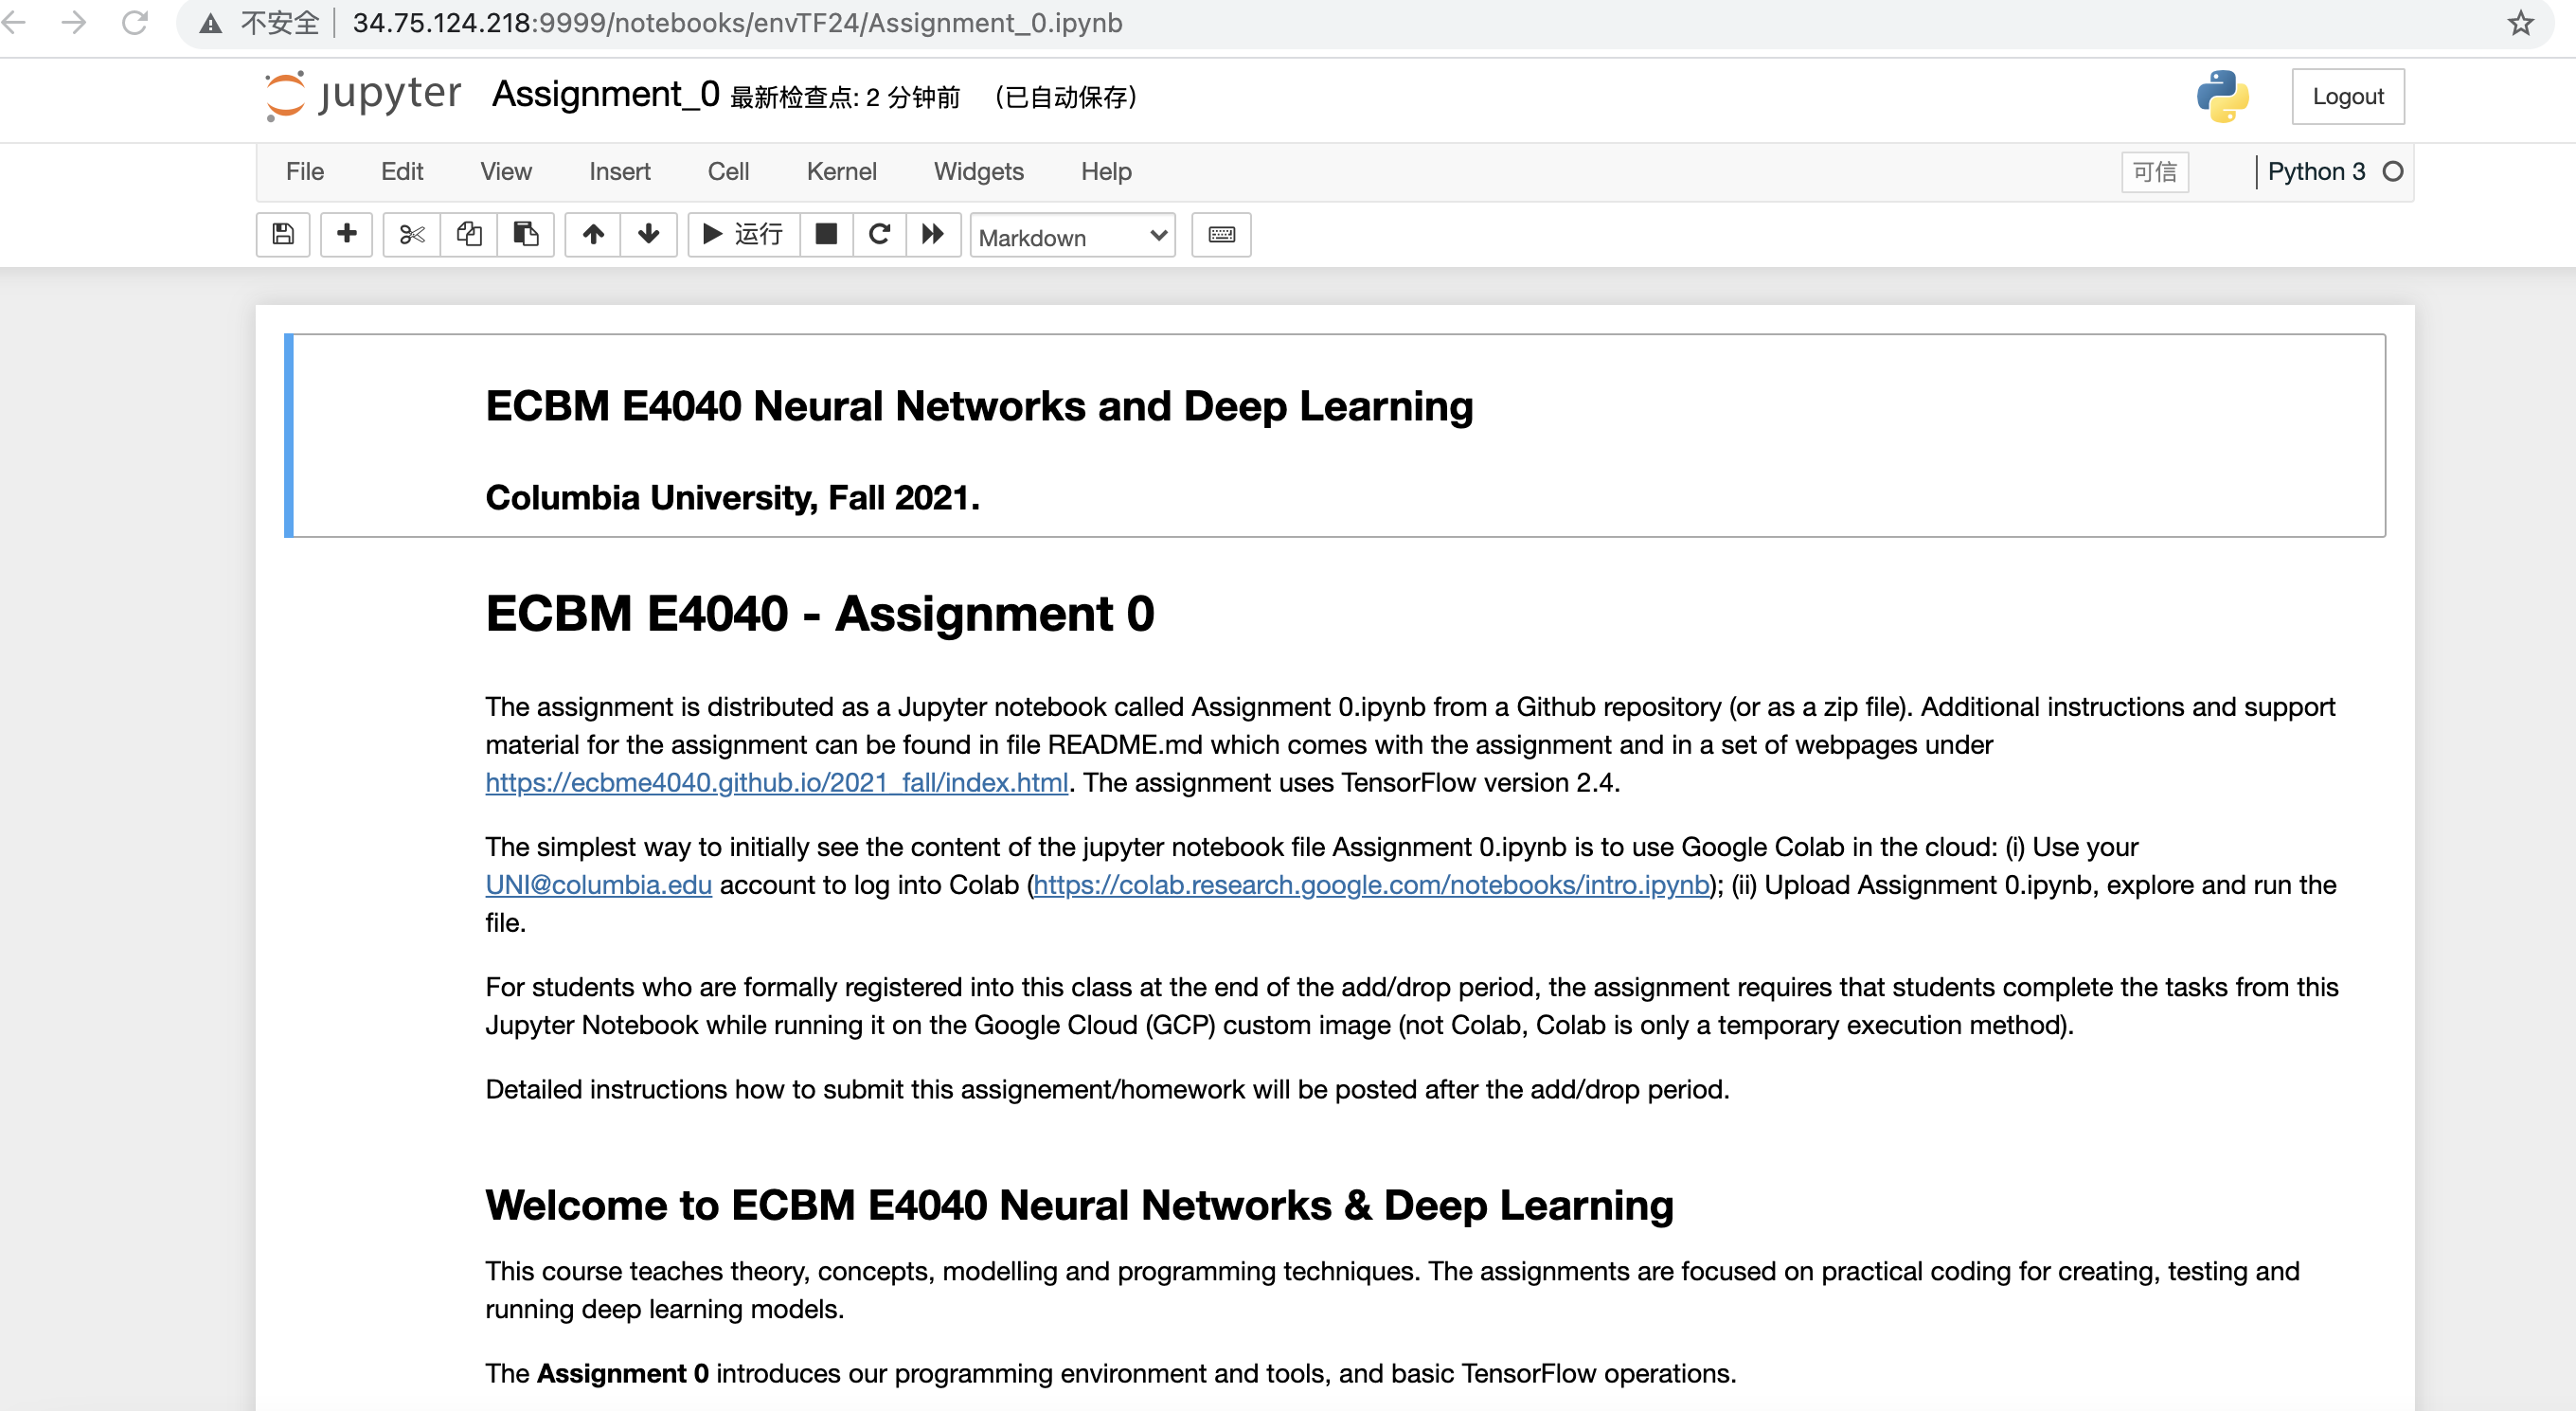 不安全 34.75.124.218:9999/notebooks/envTF24/Assignment_0.ipynb
jupyter Assignment_0 最新检查点: 2 分钟前 (已自动保存) Logout
File Edit View Insert Cell Kernel Widgets Help 可信 Python 3
运行 Markdown
ECBM E4040 Neural Networks and Deep Learning
Columbia University, Fall 2021.
ECBM E4040 - Assignment 0
The assignment is distributed as a Jupyter notebook called Assignment 0.ipynb from a Github repository (or as a zip file). Additional instructions and support
material for the assignment can be found in file README.md which comes with the assignment and in a set of webpages under
https://ecbme4040.github.io/2021_fall/index.html. The assignment uses TensorFlow version 2.4.
The simplest way to initially see the content of the jupyter notebook file Assignment 0.ipynb is to use Google Colab in the cloud: (i) Use your
UNI@columbia.edu account to log into Colab (https://colab.research.google.com/notebooks/intro.ipynb); (ii) Upload Assignment 0.ipynb, explore and run the
file.
For students who are formally registered into this class at the end of the add/drop period, the assignment requires that students complete the tasks from this
Jupyter Notebook while running it on the Google Cloud (GCP) custom image (not Colab, Colab is only a temporary execution method).
Detailed instructions how to submit this assignement/homework will be posted after the add/drop period.
Welcome to ECBM E4040 Neural Networks & Deep Learning
This course teaches theory, concepts, modelling and programming techniques. The assignments are focused on practical coding for creating, testing and
running deep learning models.
The Assignment 0 introduces our programming environment and tools, and basic TensorFlow operations.